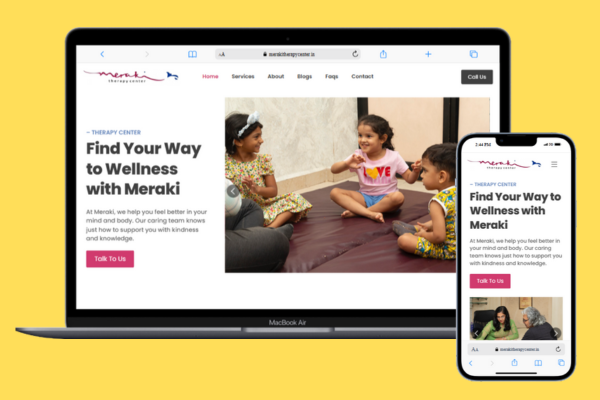 AA merakitherapycenter.in
meraki
therapy center
Home Services About Blogs Faqs Contact
Call Us
~ THERAPY CENTER
Find Your Way
to Wellness
with Meraki
At Meraki, we help you feel better in your
mind and body. Our caring team knows
just how to support you with kindness
and knowledge.
Talk To Us
LOVE
MacBook Air
2:44 PM
meraki
therapy center
~ THERAPY CENTER
Find Your Way to
Wellness with
Meraki
At Meraki, we help you feel better in your
mind and body. Our caring team knows
just how to support you with kindness
and knowledge.
Talk To Us
AA merakitherapycenter.in